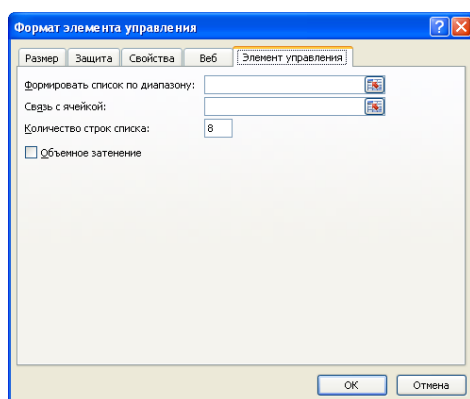 Формат элемента управления
Размер Защита Свойства Веб Элемент управления
Формировать список по диапазону:
Связь с ячейкой:
Количество строк списка: 8
Объемное затенение
ОК Отмена